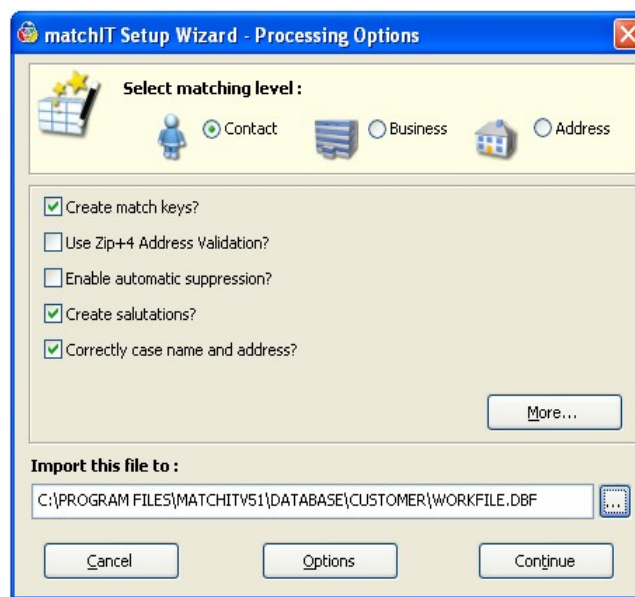 matchIT Setup Wizard - Processing Options
Select matching level :
Contact Business Address
Create match keys?
Use Zip+4 Address Validation?
Enable automatic suppression?
Create salutations?
Correctly case name and address?
More...
Import this file to :
C:\PROGRAM FILES\MATCHITV51\DATABASE\CUSTOMER\WORKFILE.DBF ...
Cancel Options Continue